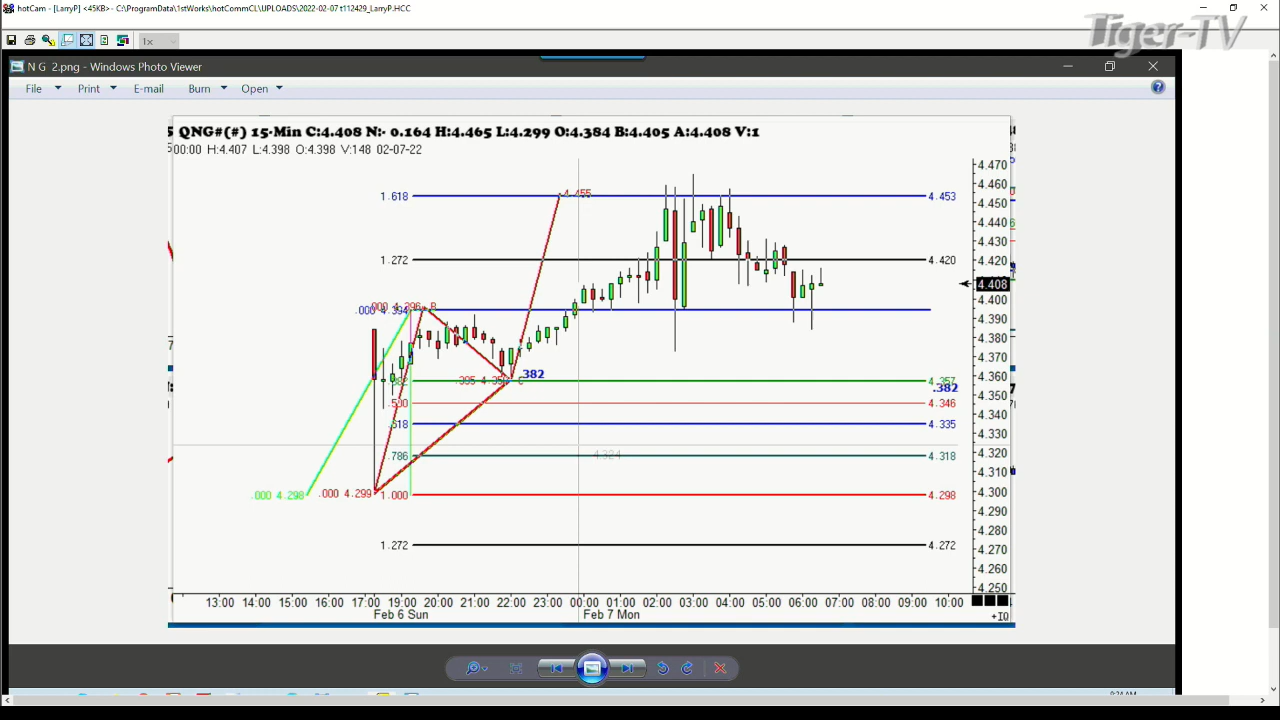 hotCam - [LarryP] <45KB> - C:\ProgramData\1stWorks\hotCommCL\UPLOADS\2022-02-07 t112429_LarryP.HCC
Tiger-TV
1x
N G 2.png - Windows Photo Viewer
File Print E-mail Burn Open
QNG#(#) 15-Min C:4.408 N:- 0.164 H:4.465 L:4.299 O:4.384 B:4.405 A:4.408 V:1
00:00 H:4.407 L:4.398 O:4.398 V:148 02-07-22
4.470
4.460
1.618 4.455 4.453
4.450
4.440
4.430
1.272 4.420 4.420
4.408
4.400
.000 4.394 .000 4.296 B
4.390
4.380
4.370
.382
4.360
4.357
.382
4.350
.500 4.346
4.340
.618 4.335
4.330
4.320
.786 4.324 4.318
4.310
4.300
.000 4.298 .000 4.299 1.000 4.298
4.290
4.280
1.272 4.272
4.270
4.260
4.250
13:00 14:00 15:00 16:00 17:00 19:00 20:00 21:00 22:00 23:00 00:00 01:00 02:00 03:00 04:00 05:00 06:00 07:00 08:00 09:00 10:00
Feb 6 Sun Feb 7 Mon